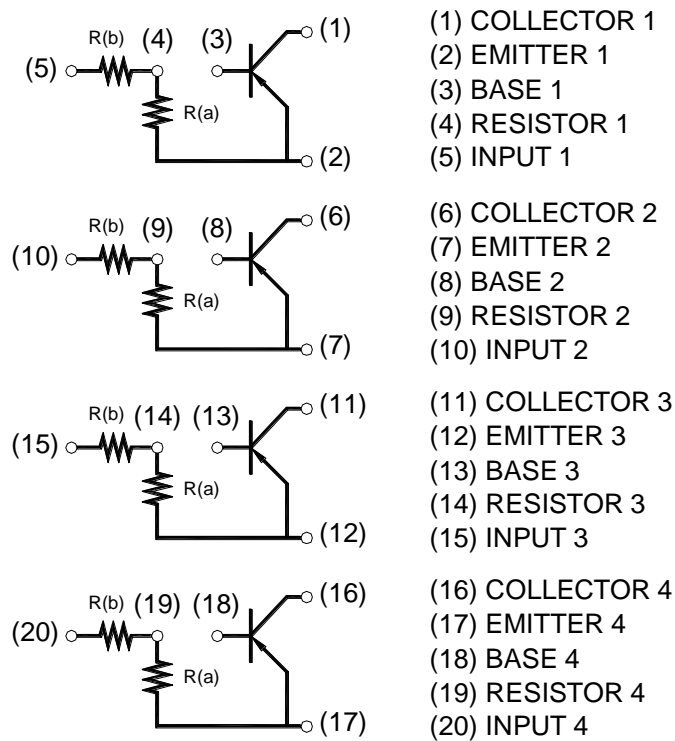 R(b) (4) (3) (1)
(5)
R(a)
(2)
(1) COLLECTOR 1
(2) EMITTER 1
(3) BASE 1
(4) RESISTOR 1
(5) INPUT 1
R(b) (9) (8) (6)
(10)
R(a)
(7)
(6) COLLECTOR 2
(7) EMITTER 2
(8) BASE 2
(9) RESISTOR 2
(10) INPUT 2
R(b) (14) (13) (11)
(15)
R(a)
(12)
(11) COLLECTOR 3
(12) EMITTER 3
(13) BASE 3
(14) RESISTOR 3
(15) INPUT 3
R(b) (19) (18) (16)
(20)
R(a)
(17)
(16) COLLECTOR 4
(17) EMITTER 4
(18) BASE 4
(19) RESISTOR 4
(20) INPUT 4